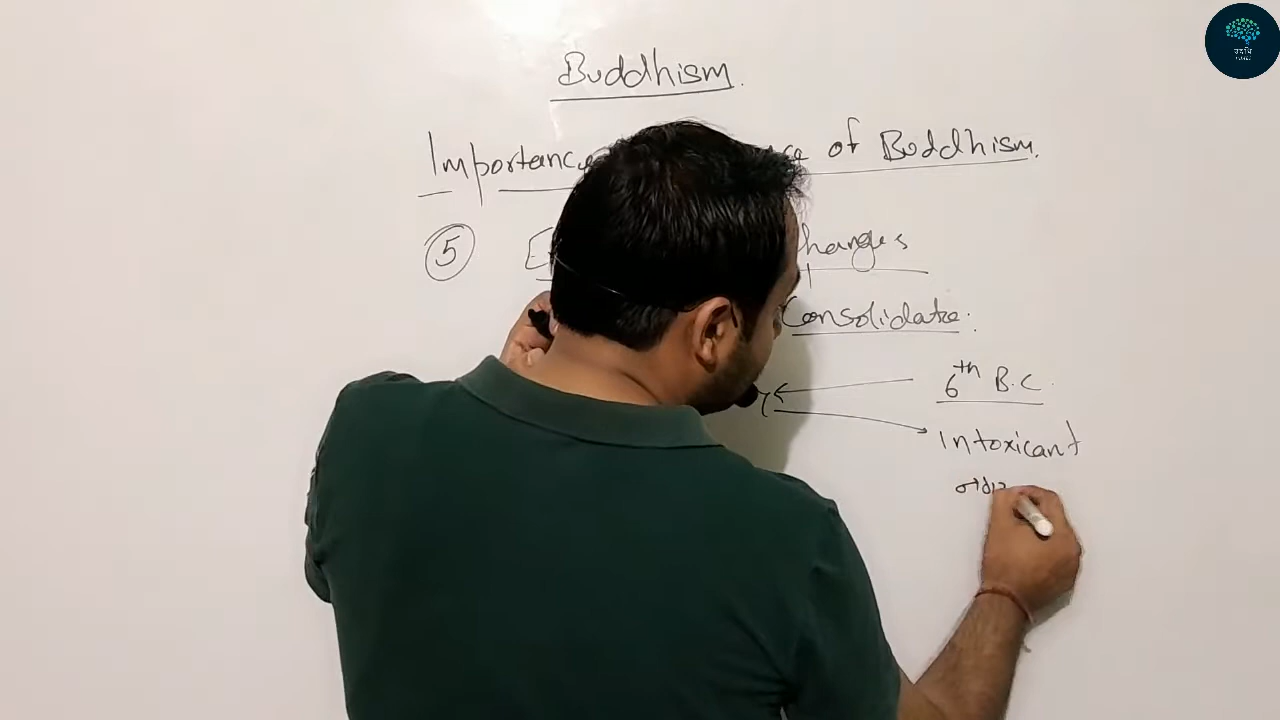 Buddhism.
Importance of Buddhism.
5 changes
Consolidate.
6th B.C.
Intoxicant